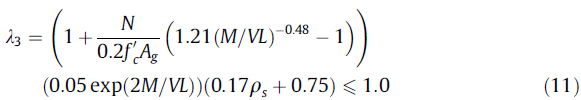 λ₃ = (1 + N / 0.2f′cAg (1.21(M/VL)⁻⁰·⁴⁸ − 1))
(0.05 exp(2M/VL))(0.17ρₛ + 0.75) ⩽ 1.0 (11)